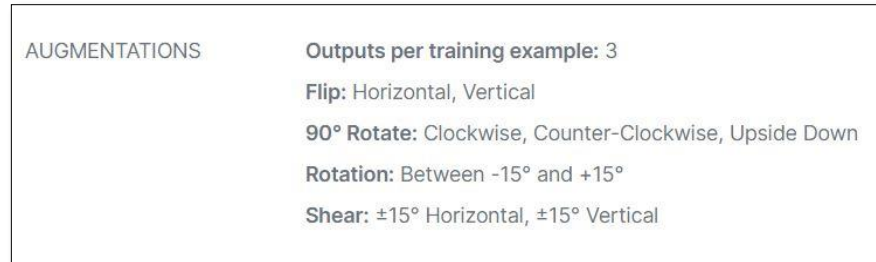 AUGMENTATIONS Outputs per training example: 3
Flip: Horizontal, Vertical
90° Rotate: Clockwise, Counter-Clockwise, Upside Down
Rotation: Between -15° and +15°
Shear: ±15° Horizontal, ±15° Vertical